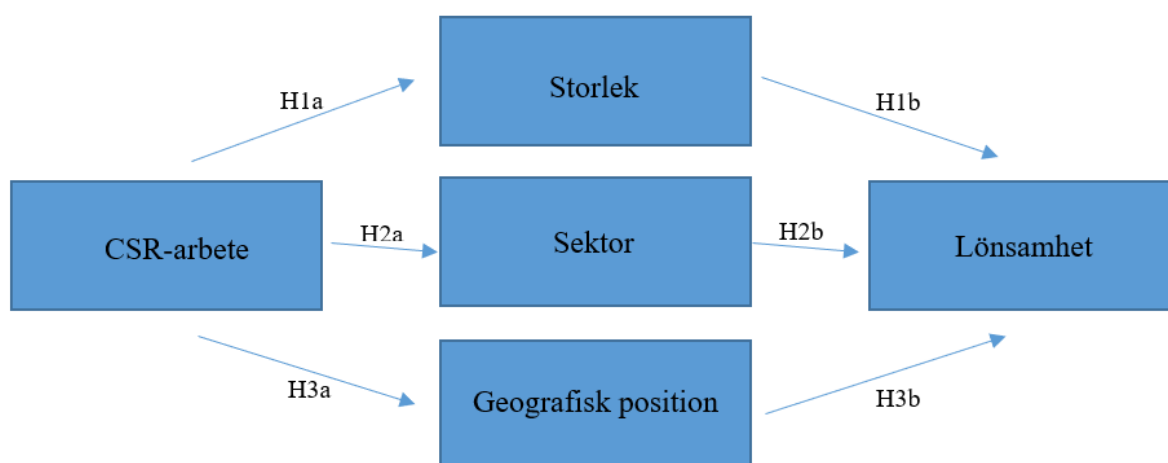 Storlek
H1a
H1b
CSR-arbete
H2a
Sektor
H2b
Lönsamhet
H3a
Geografisk position
H3b